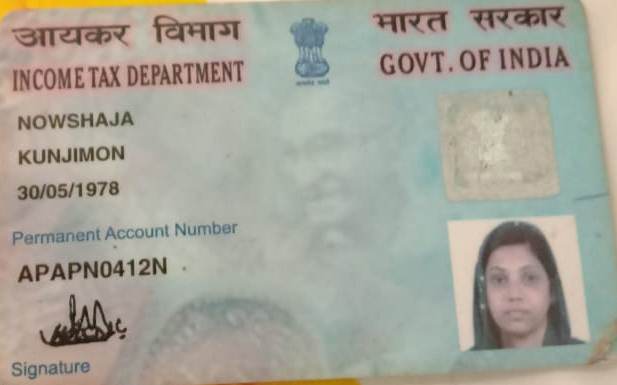 आयकर विभाग
भारत सरकार
INCOME TAX DEPARTMENT
GOVT. OF INDIA
NOWSHAJA
KUNJIMON
30/05/1978
Permanent Account Number
APAPN0412N
Signature